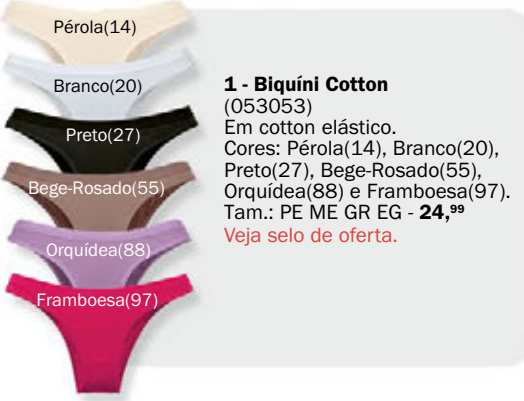 Pérola(14)
Branco(20)
Preto(27)
Bege-Rosado(55)
Orquídea(88)
Framboesa(97)
1 - Biquíni Cotton
(053053)
Em cotton elástico.
Cores: Pérola(14), Branco(20),
Preto(27), Bege-Rosado(55),
Orquídea(88) e Framboesa(97).
Tam.: PE ME GR EG - 24,99
Veja selo de oferta.